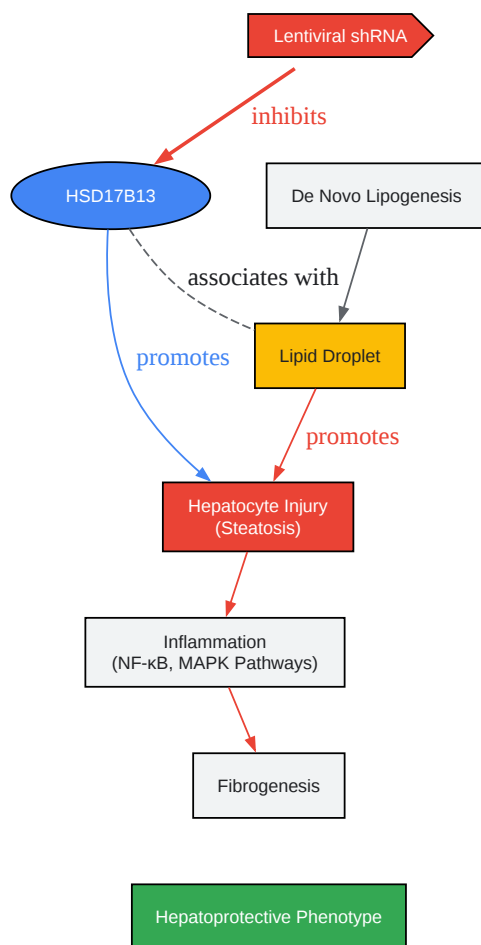 Lentiviral shRNA
inhibits
HSD17B13
De Novo Lipogenesis
associates with
Lipid Droplet
promotes
promotes
Hepatocyte Injury
(Steatosis)
Inflammation
(NF-κB, MAPK Pathways)
Fibrogenesis
Hepatoprotective Phenotype